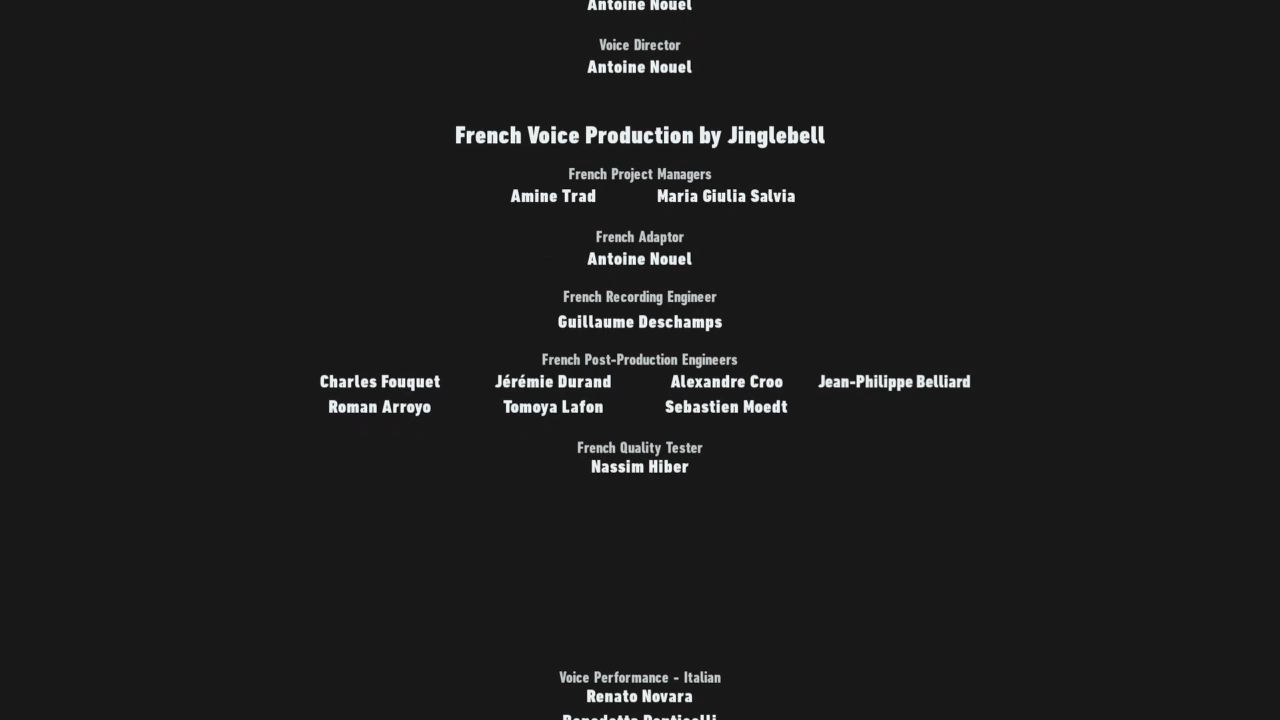 Antoine Nouel
Voice Director
Antoine Nouel
French Voice Production by Jinglebell
French Project Managers
Amine Trad Maria Giulia Salvia
French Adaptor
Antoine Nouel
French Recording Engineer
Guillaume Deschamps
French Post-Production Engineers
Charles Fouquet Jérémie Durand Alexandre Croo Jean-Philippe Belliard
Roman Arroyo Tomoya Lafon Sebastien Moedt
French Quality Tester
Nassim Hiber
Voice Performance - Italian
Renato Novara